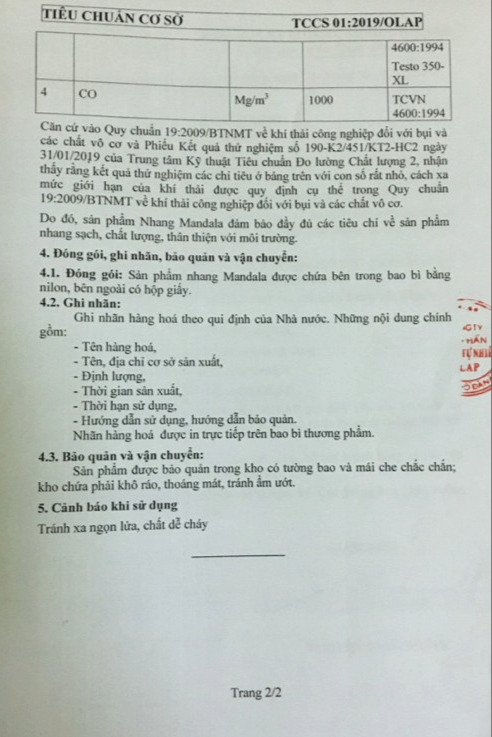 TIÊU CHUẨN CƠ SỞ TCCS 01:2019/OLAP
4600:1994
Testo 350-
XL
4 CO Mg/m³ 1000 TCVN
4600:1994
Căn cứ vào Quy chuẩn 19:2009/BTNMT về khí thải công nghiệp đối với bụi và
các chất vô cơ và Phiếu Kết quả thử nghiệm số 190-K2/451/KT2-HC2 ngày
31/01/2019 của Trung tâm Kỹ thuật Tiêu chuẩn Đo lường Chất lượng 2, nhận
thấy rằng kết quả thử nghiệm các chỉ tiêu ở bảng trên với con số rất nhỏ, cách xa
mức giới hạn của khí thải được quy định cụ thể trong Quy chuẩn
19:2009/BTNMT về khí thải công nghiệp đối với bụi và các chất vô cơ.
Do đó, sản phẩm Nhang Mandala đảm bảo đầy đủ các tiêu chí về sản phẩm
nhang sạch, chất lượng, thân thiện với môi trường.
4. Đóng gói, ghi nhãn, bảo quản và vận chuyển:
4.1. Đóng gói: Sản phẩm nhang Mandala được chứa bên trong bao bì bằng
nilon, bên ngoài có hộp giấy.
4.2. Ghi nhãn:
Ghi nhãn hàng hoá theo qui định của Nhà nước. Những nội dung chính
gồm:
- Tên hàng hoá,
- Tên, địa chỉ cơ sở sản xuất,
- Định lượng,
- Thời gian sản xuất,
- Thời hạn sử dụng,
- Hướng dẫn sử dụng, hướng dẫn bảo quản.
Nhãn hàng hoá được in trực tiếp trên bao bì thương phẩm.
4.3. Bảo quản và vận chuyển:
Sản phẩm được bảo quản trong kho có tường bao và mái che chắc chắn;
kho chứa phải khô ráo, thoáng mát, tránh ẩm ướt.
5. Cảnh báo khi sử dụng
Tránh xa ngọn lửa, chất dễ cháy
Trang 2/2